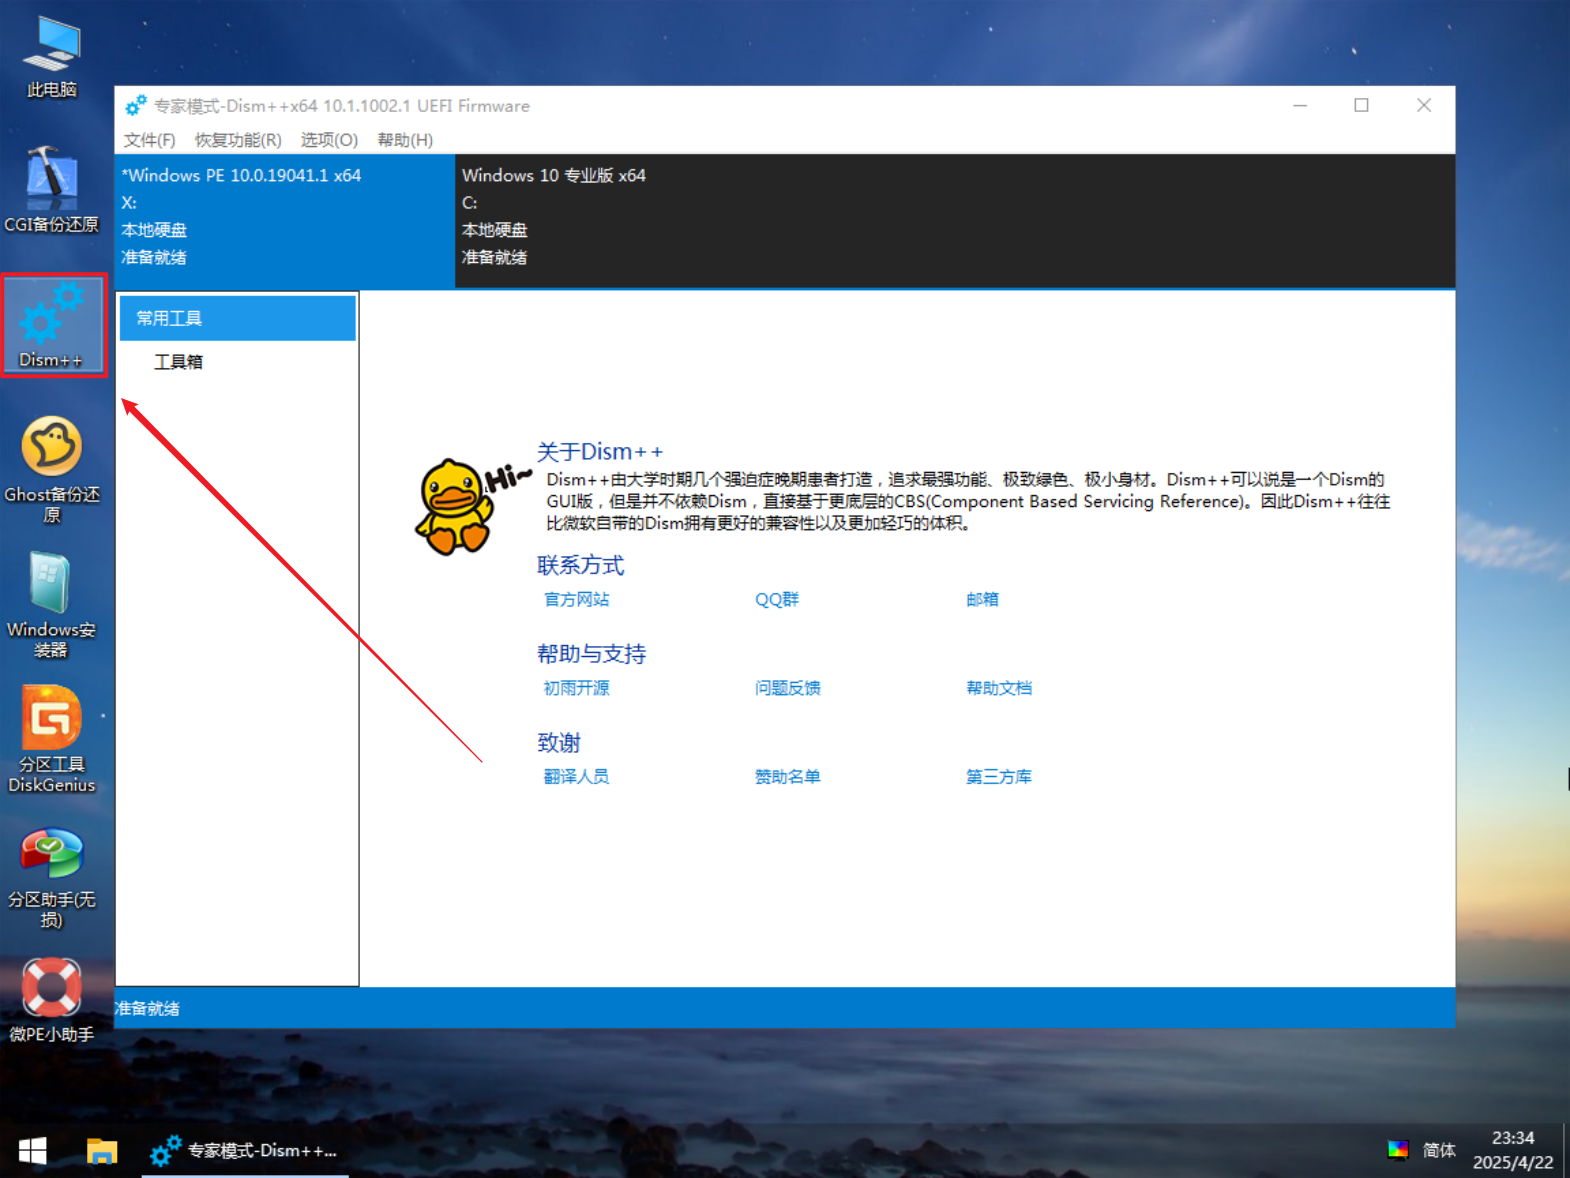 此电脑
CGI备份还原
Dism++
Ghost备份还
原
Windows安
装器
分区工具
DiskGenius
分区助手(无
损)
微PE小助手
专家模式-Dism++x64 10.1.1002.1 UEFI Firmware
文件(F) 恢复功能(R) 选项(O) 帮助(H)
*Windows PE 10.0.19041.1 x64
X:
本地硬盘
准备就绪
Windows 10 专业版 x64
C:
本地硬盘
准备就绪
常用工具
工具箱
Hi~
关于Dism++
Dism++由大学时期几个强迫症晚期患者打造，追求最强功能、极致绿色、极小身材。Dism++可以说是一个Dism的
GUI版，但是并不依赖Dism，直接基于更底层的CBS(Component Based Servicing Reference)。因此Dism++往往
比微软自带的Dism拥有更好的兼容性以及更加轻巧的体积。
联系方式
官方网站 QQ群 邮箱
帮助与支持
初雨开源 问题反馈 帮助文档
致谢
翻译人员 赞助名单 第三方库
准备就绪
专家模式-Dism++...
简体
23:34
2025/4/22